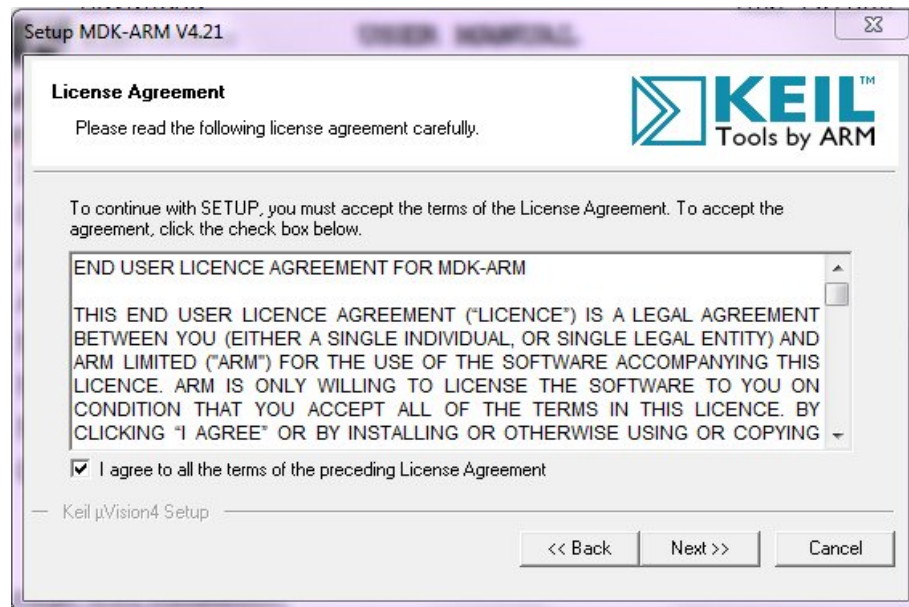 Setup MDK-ARM V4.21
USER MANUAL
License Agreement
Please read the following license agreement carefully.
KEIL™
Tools by ARM
To continue with SETUP, you must accept the terms of the License Agreement. To accept the
agreement, click the check box below.
END USER LICENCE AGREEMENT FOR MDK-ARM
THIS END USER LICENCE AGREEMENT (“LICENCE”) IS A LEGAL AGREEMENT
BETWEEN YOU (EITHER A SINGLE INDIVIDUAL, OR SINGLE LEGAL ENTITY) AND
ARM LIMITED ("ARM") FOR THE USE OF THE SOFTWARE ACCOMPANYING THIS
LICENCE. ARM IS ONLY WILLING TO LICENSE THE SOFTWARE TO YOU ON
CONDITION THAT YOU ACCEPT ALL OF THE TERMS IN THIS LICENCE. BY
CLICKING “I AGREE” OR BY INSTALLING OR OTHERWISE USING OR COPYING
I agree to all the terms of the preceding License Agreement
Keil µVision4 Setup
<< Back
Next >>
Cancel